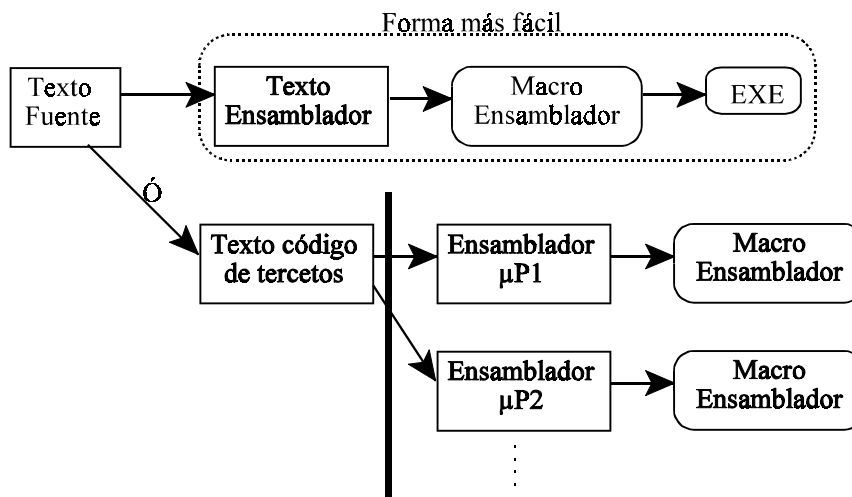 Forma más fácil
Texto
Fuente
Texto
Ensamblador
Macro
Ensamblador
EXE
Ó
Texto código
de tercetos
Ensamblador
µP1
Macro
Ensamblador
Ensamblador
µP2
Macro
Ensamblador